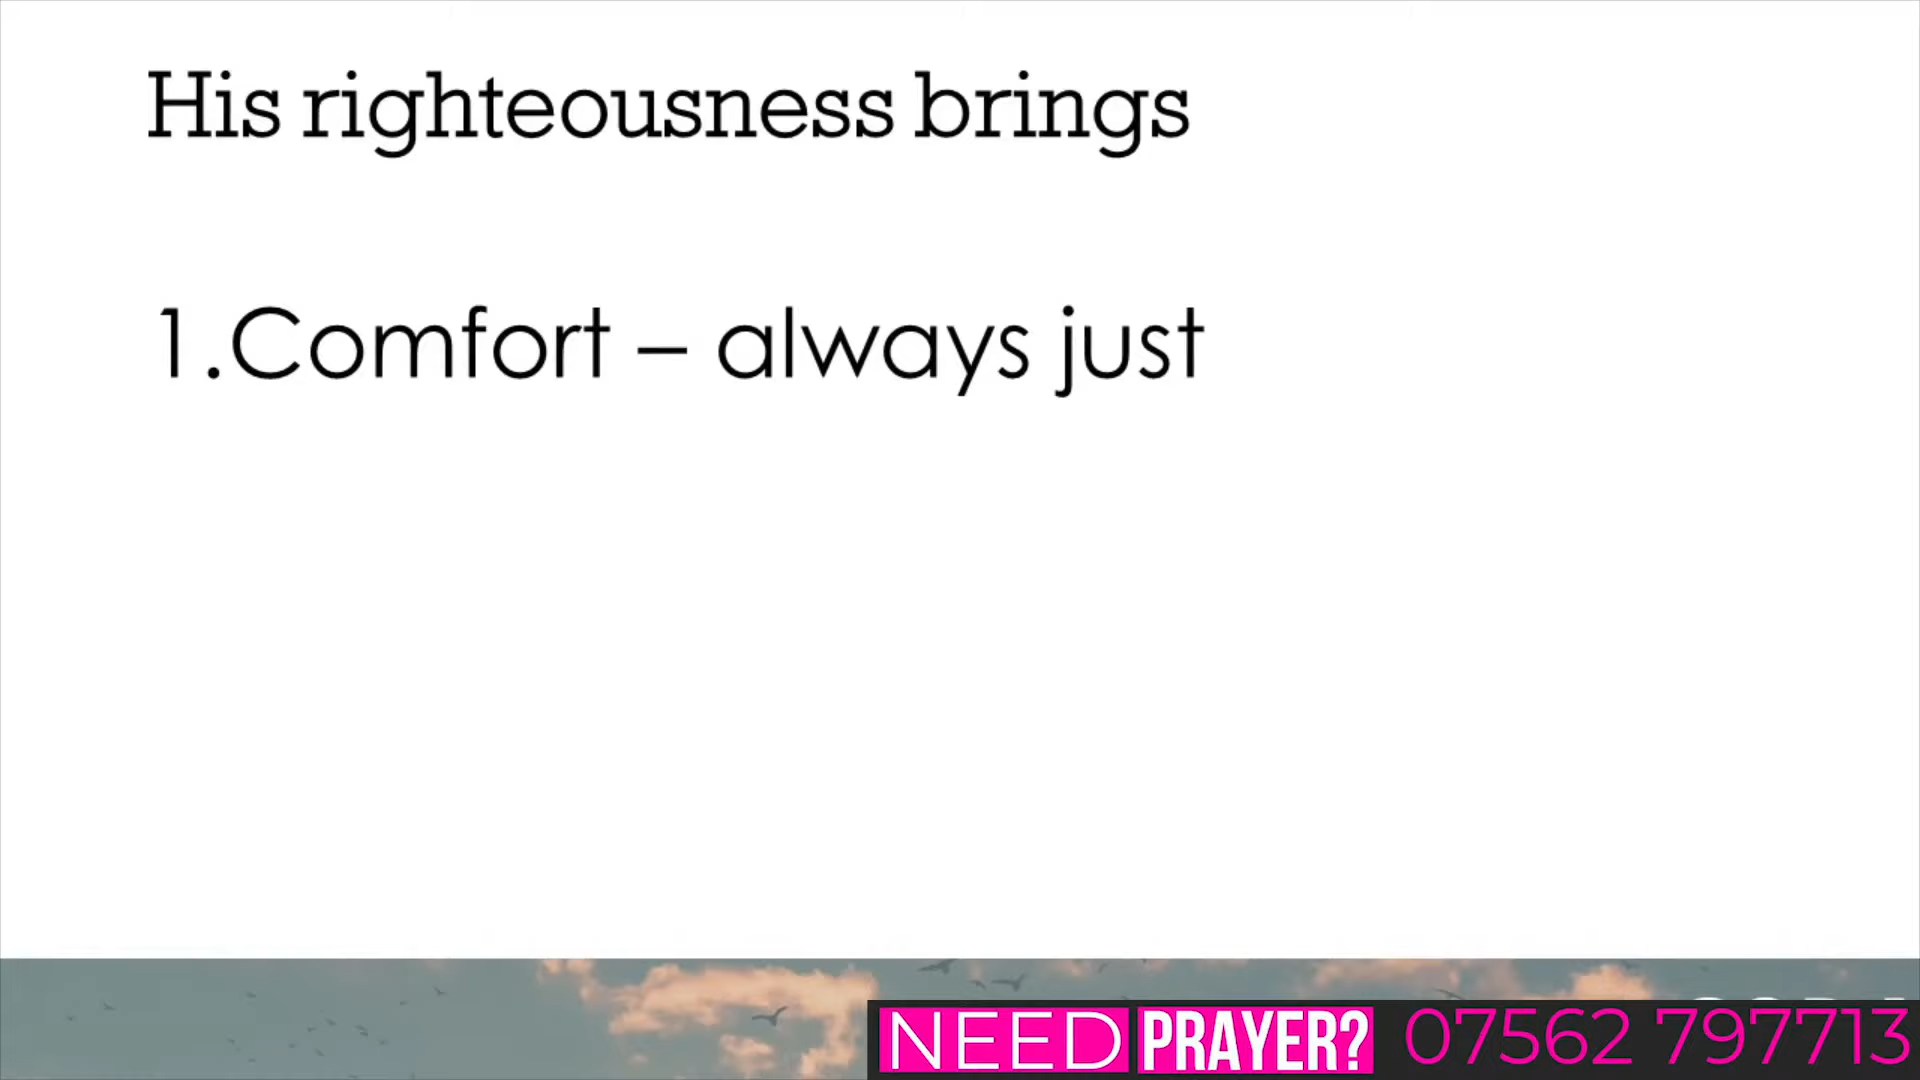 His righteousness brings
1.Comfort – always just
NEED PRAYER? 07562 797713